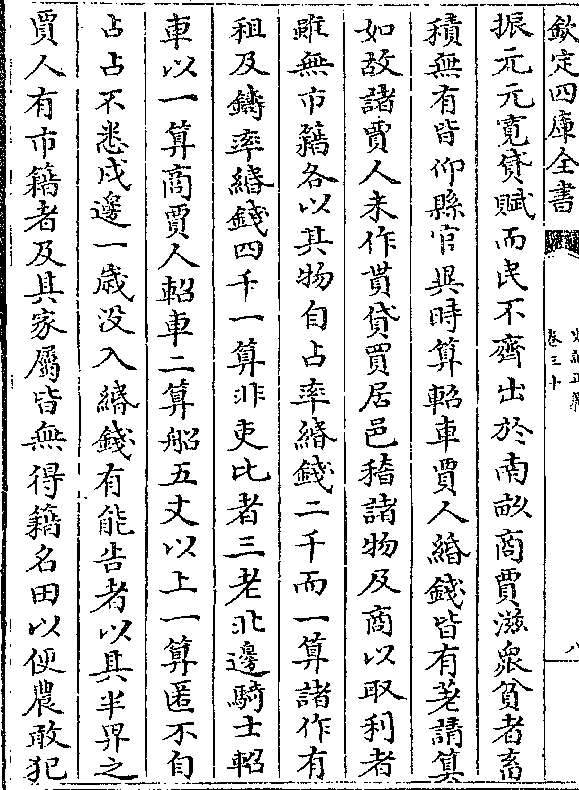 欽定四庫全書
史記正義
卷三十
八
振元元寛貸賦而民不齊出於南畝商賈滋衆貧者畜
積無有皆仰縣官異時算軺車賈人緡錢皆有差請算
如故諸賈人末作貰貸買居邑稽諸物及商以取利者
雖無市籍各以其物自占率緡錢二千而一算諸作有
租及鑄率緡錢四千一算非吏比者三老北邊騎士軺
車以一算商賈人軺車二算船五丈以上一算匿不自
占占不悉戍邊一歲没入緡錢有能告者以其半畀之
賈人有市籍者及其家屬皆無得籍名田以便農敢犯